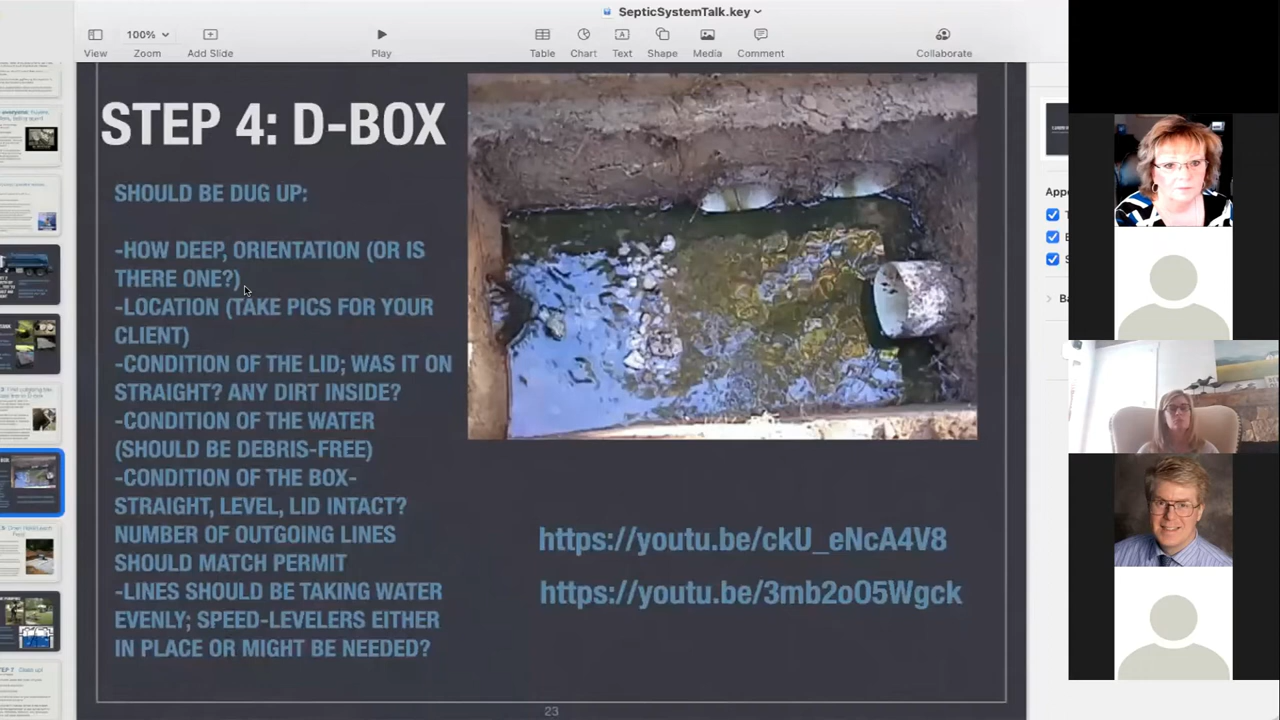 SepticSystemTalk.key
100%
View
Zoom
Add Slide
Play
Table
Chart
Text
Shape
Media
Comment
Collaborate
STEP 4: D-BOX
SHOULD BE DUG UP:
-HOW DEEP, ORIENTATION (OR IS
THERE ONE?)
-LOCATION (TAKE PICS FOR YOUR
CLIENT)
-CONDITION OF THE LID; WAS IT ON
STRAIGHT? ANY DIRT INSIDE?
-CONDITION OF THE WATER
(SHOULD BE DEBRIS-FREE)
-CONDITION OF THE BOX-
STRAIGHT, LEVEL, LID INTACT?
NUMBER OF OUTGOING LINES
SHOULD MATCH PERMIT
-LINES SHOULD BE TAKING WATER
EVENLY; SPEED-LEVELERS EITHER
IN PLACE OR MIGHT BE NEEDED?
https://youtu.be/ckU_eNcA4V8
https://youtu.be/3mb2oO5Wgck
23
Appe